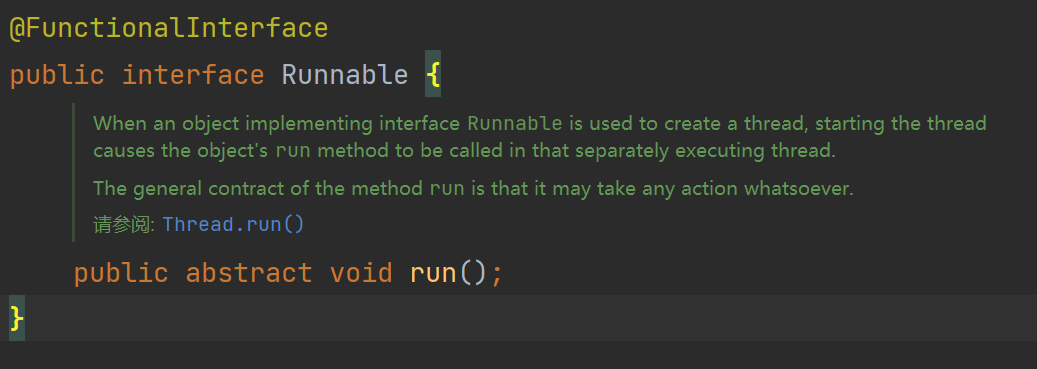 @FunctionalInterface
public interface Runnable {
When an object implementing interface Runnable is used to create a thread, starting the thread
causes the object's run method to be called in that separately executing thread.
The general contract of the method run is that it may take any action whatsoever.
请参阅: Thread.run()
public abstract void run();
}